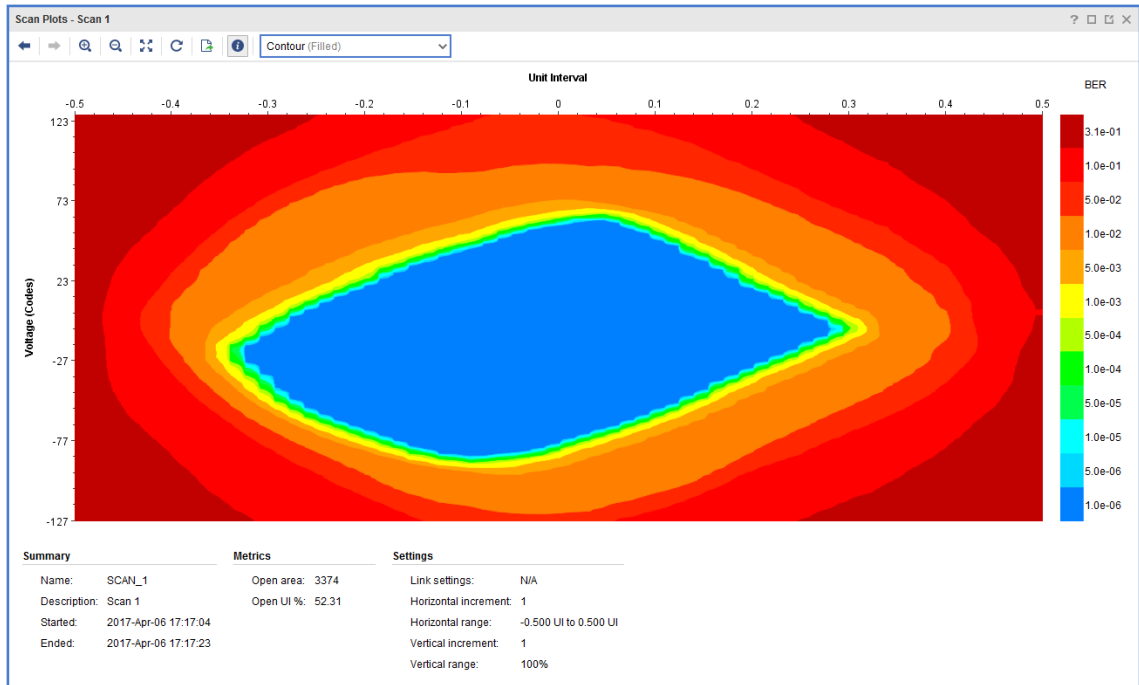 Scan Plots - Scan 1
?
Contour (Filled)
Unit Interval
BER
-0.5 -0.4 -0.3 -0.2 -0.1 0 0.1 0.2 0.3 0.4 0.5
Voltage (Codes)
123
73
23
-27
-77
-127
3.1e-01
1.0e-01
5.0e-02
1.0e-02
5.0e-03
1.0e-03
5.0e-04
1.0e-04
5.0e-05
1.0e-05
5.0e-06
1.0e-06
Summary Metrics Settings
Name: SCAN_1 Open area: 3374 Link settings: N/A
Description: Scan 1 Open UI %: 52.31 Horizontal increment: 1
Started: 2017-Apr-06 17:17:04 Horizontal range: -0.500 UI to 0.500 UI
Ended: 2017-Apr-06 17:17:23 Vertical increment: 1
Vertical range: 100%